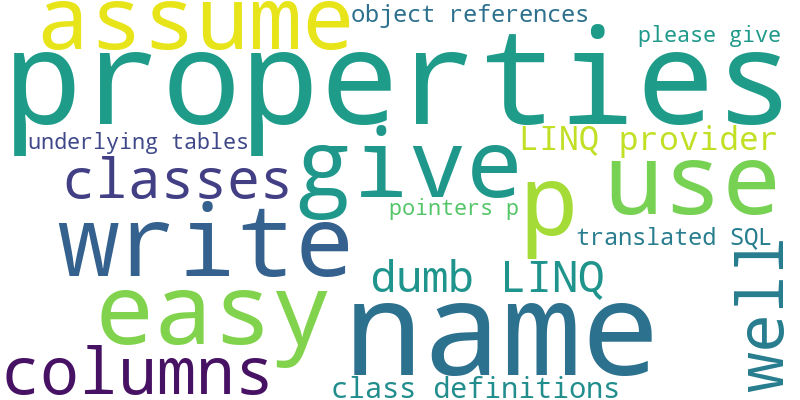 assume
object references
please give
properties
underlying tables
LINQ provider
give
classes
use
p
pointers p
write
translated SQL
well
dumb LINQ
easy
name
columns
class definitions